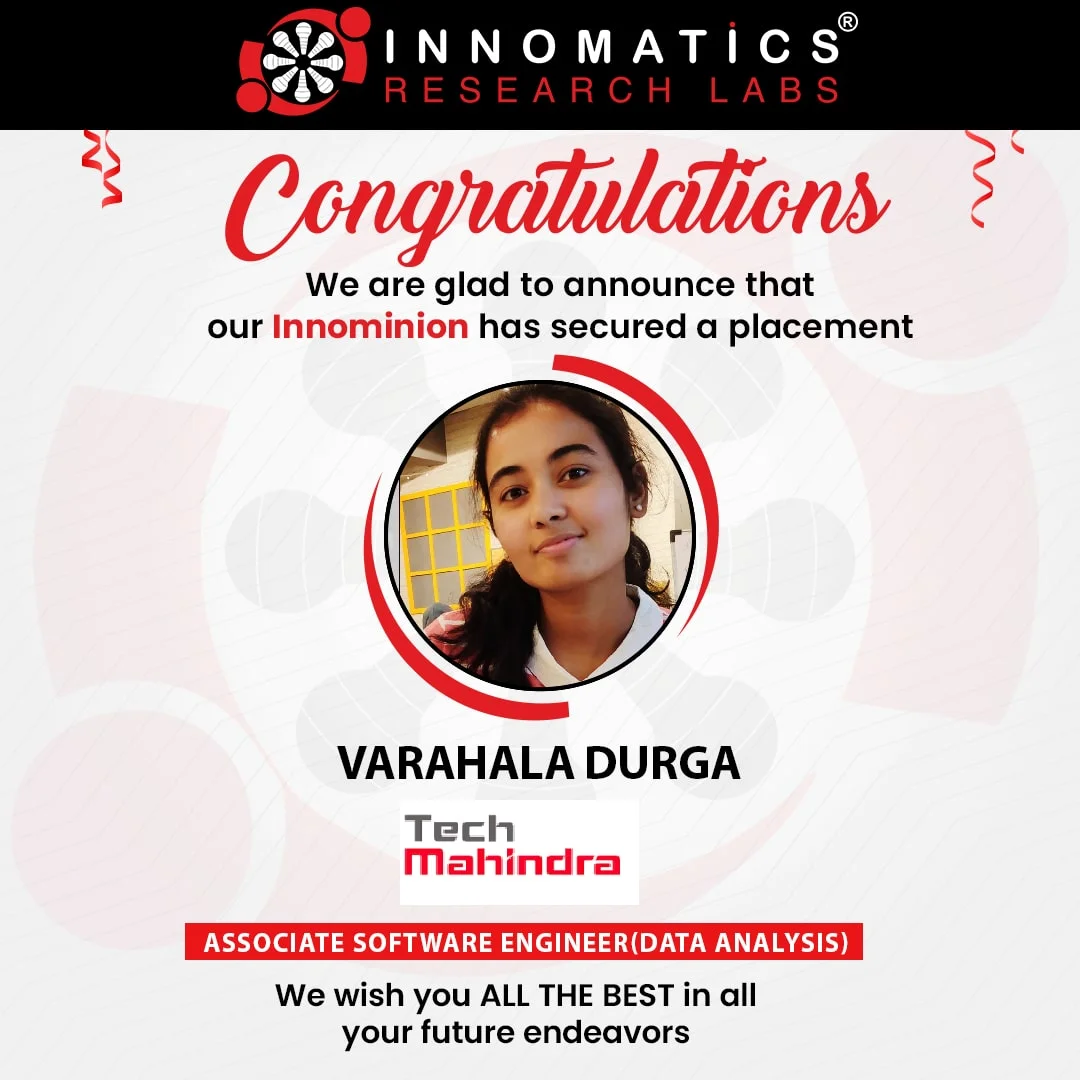 INNOMATICS®
RESEARCH LABS
Congratulations
We are glad to announce that
our Innominion has secured a placement
VARAHALA DURGA
Tech
Mahindra
ASSOCIATE SOFTWARE ENGINEER(DATA ANALYSIS)
We wish you ALL THE BEST in all
your future endeavors